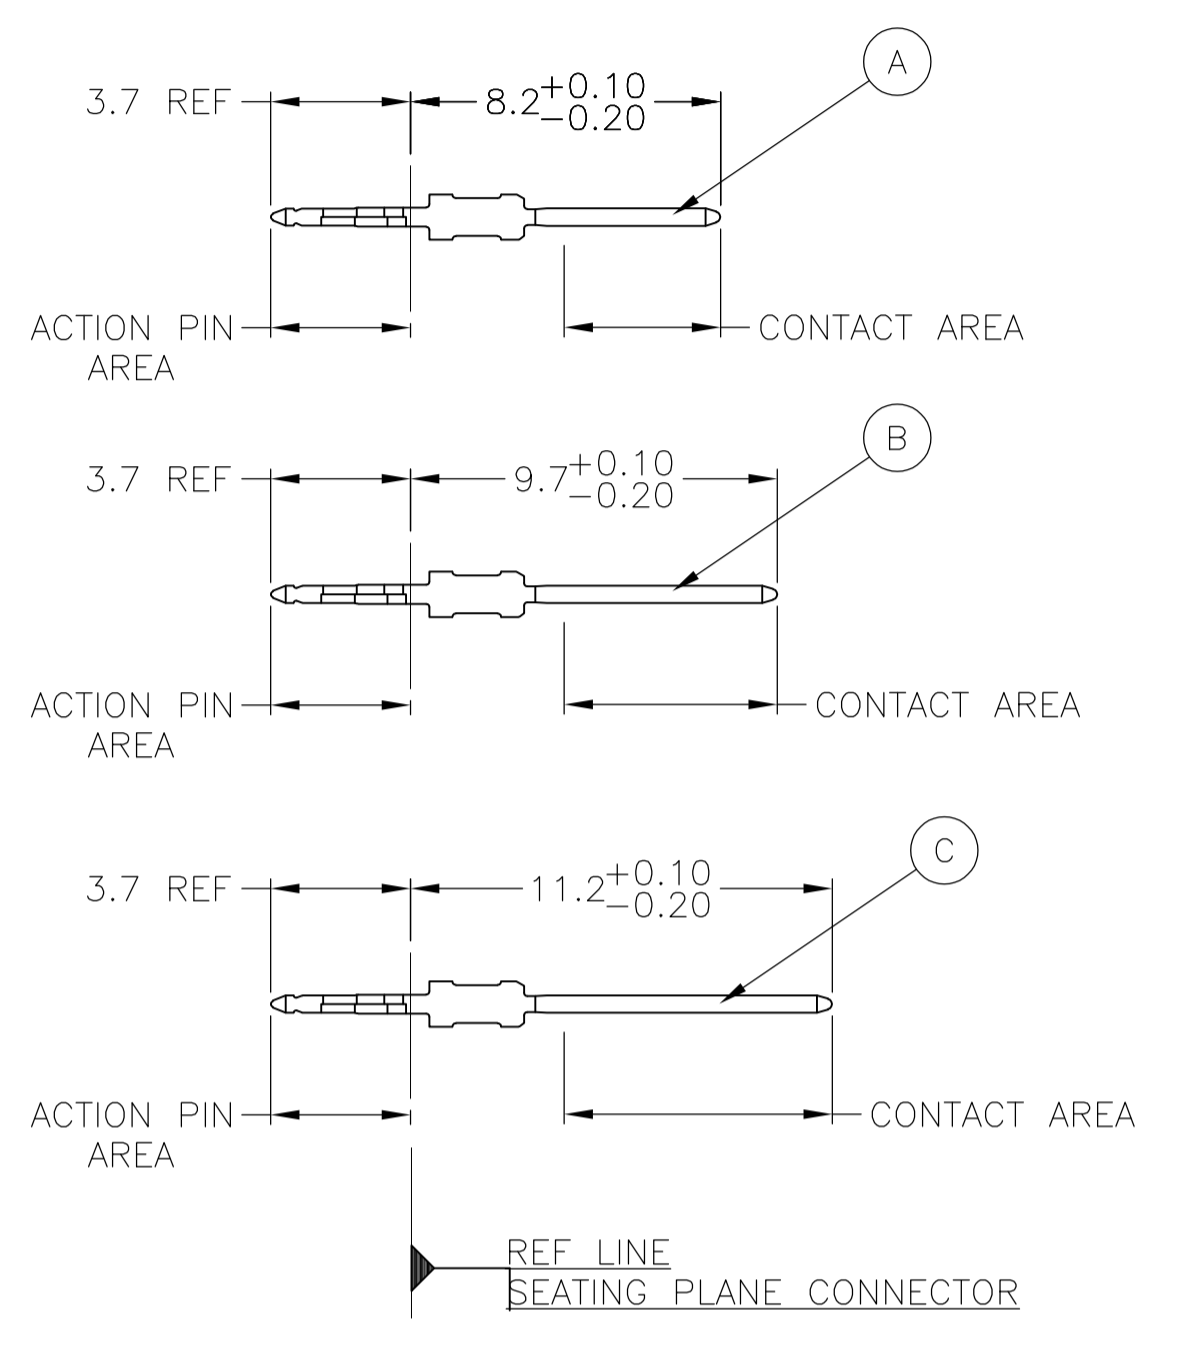 A
3.7 REF
8.2 +0.10
−0.20
ACTION PIN
AREA
CONTACT AREA
B
3.7 REF
9.7 +0.10
−0.20
ACTION PIN
AREA
CONTACT AREA
C
3.7 REF
11.2 +0.10
−0.20
ACTION PIN
AREA
CONTACT AREA
REF LINE
SEATING PLANE CONNECTOR